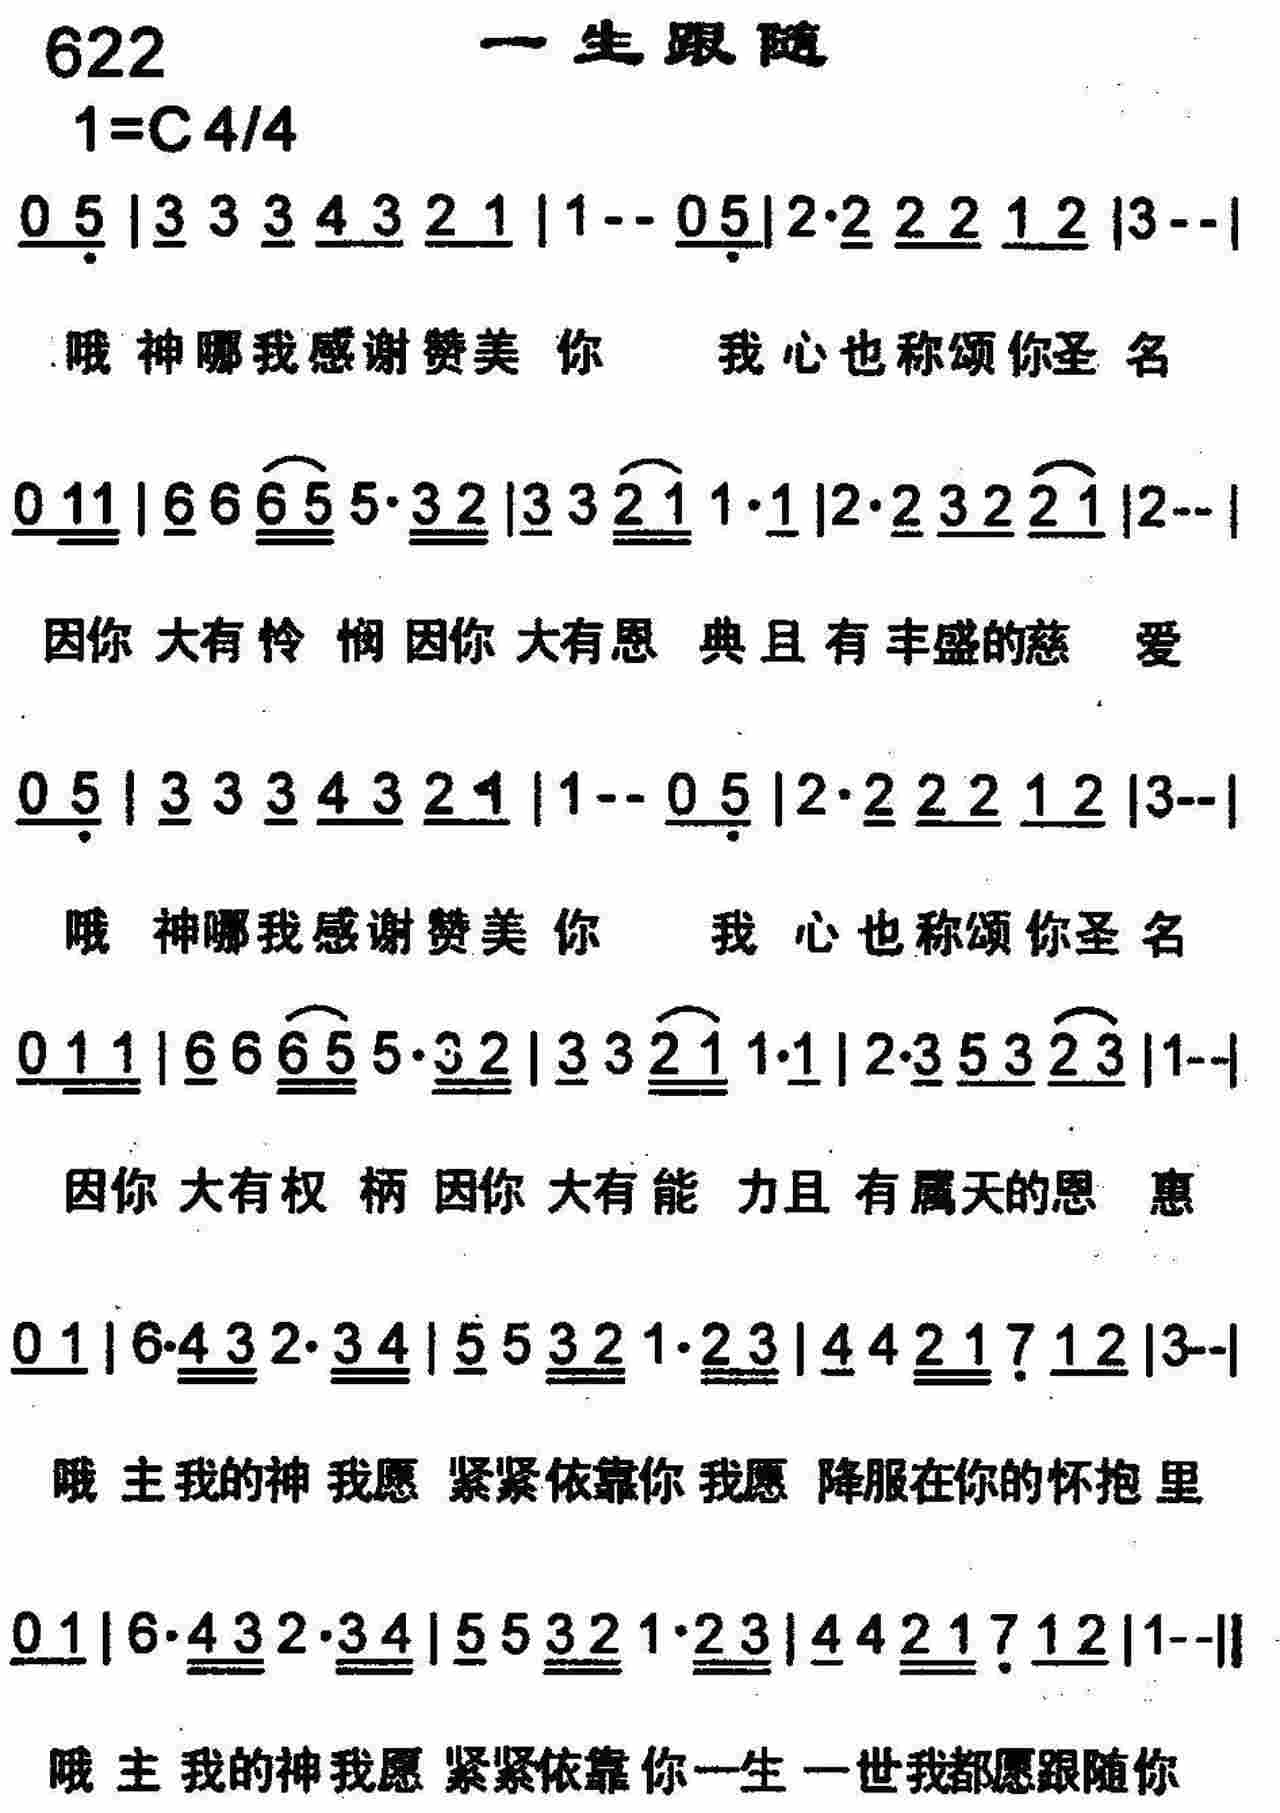 622
一生跟随
1=C 4/4
0 5 | 3 3 3 4 3 2 1 | 1 - - 0 5 | 2 · 2 2 2 1 2 | 3 - - |
哦 神哪我感谢赞美 你 我心也称颂你圣名
0 11 | 6 6 6 5 5 · 3 2 | 3 3 2 1 1 · 1 | 2 · 2 3 2 2 1 | 2 - - |
因你 大有怜 悯 因你 大有恩 典且 有 丰盛的慈 爱
0 5 | 3 3 3 4 3 2 1 | 1 - - 0 5 | 2 · 2 2 2 1 2 | 3 - - |
哦 神哪我感谢赞美 你 我 心也称颂你圣名
0 1 1 | 6 6 6 5 5 · 3 2 | 3 3 2 1 1 · 1 | 2 · 3 5 3 2 3 | 1 - - |
因你 大有权 柄 因你 大有能 力且 有属天的恩 惠
0 1 | 6 · 4 3 2 · 3 4 | 5 5 3 2 1 · 2 3 | 4 4 2 1 7 1 2 | 3 - - |
哦 主我的神 我愿 紧紧依靠你 我愿 降服在你的怀抱里
0 1 | 6 · 4 3 2 · 3 4 | 5 5 3 2 1 · 2 3 | 4 4 2 1 7 1 2 | 1 - - ‖
哦 主 我的神我愿 紧紧依靠 你一生 一世我都愿跟随你